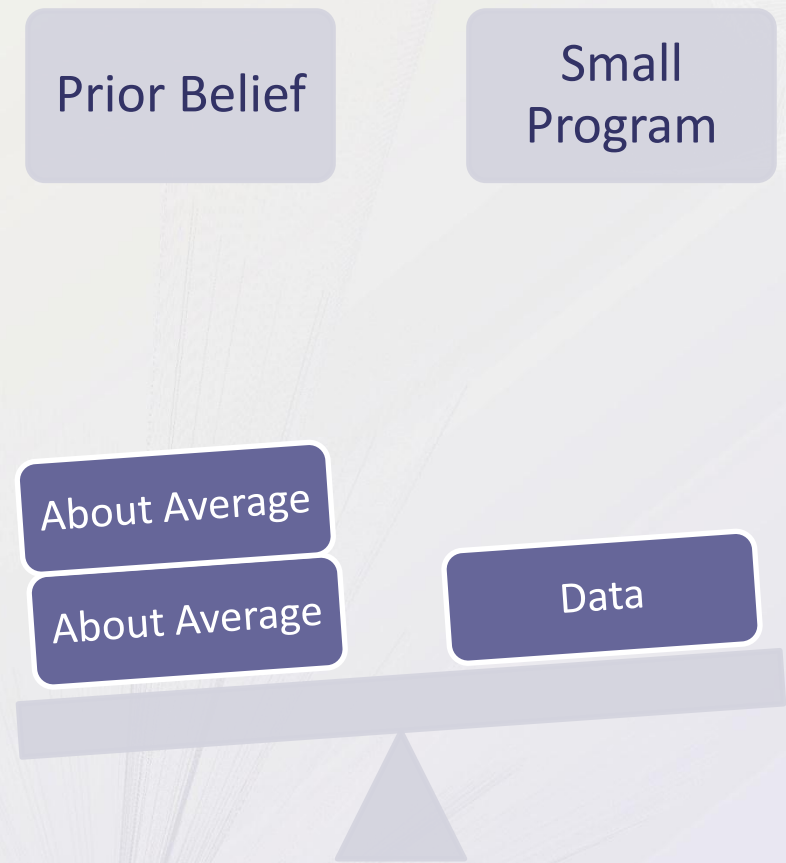 Prior Belief
Small
Program
About Average
About Average
Data